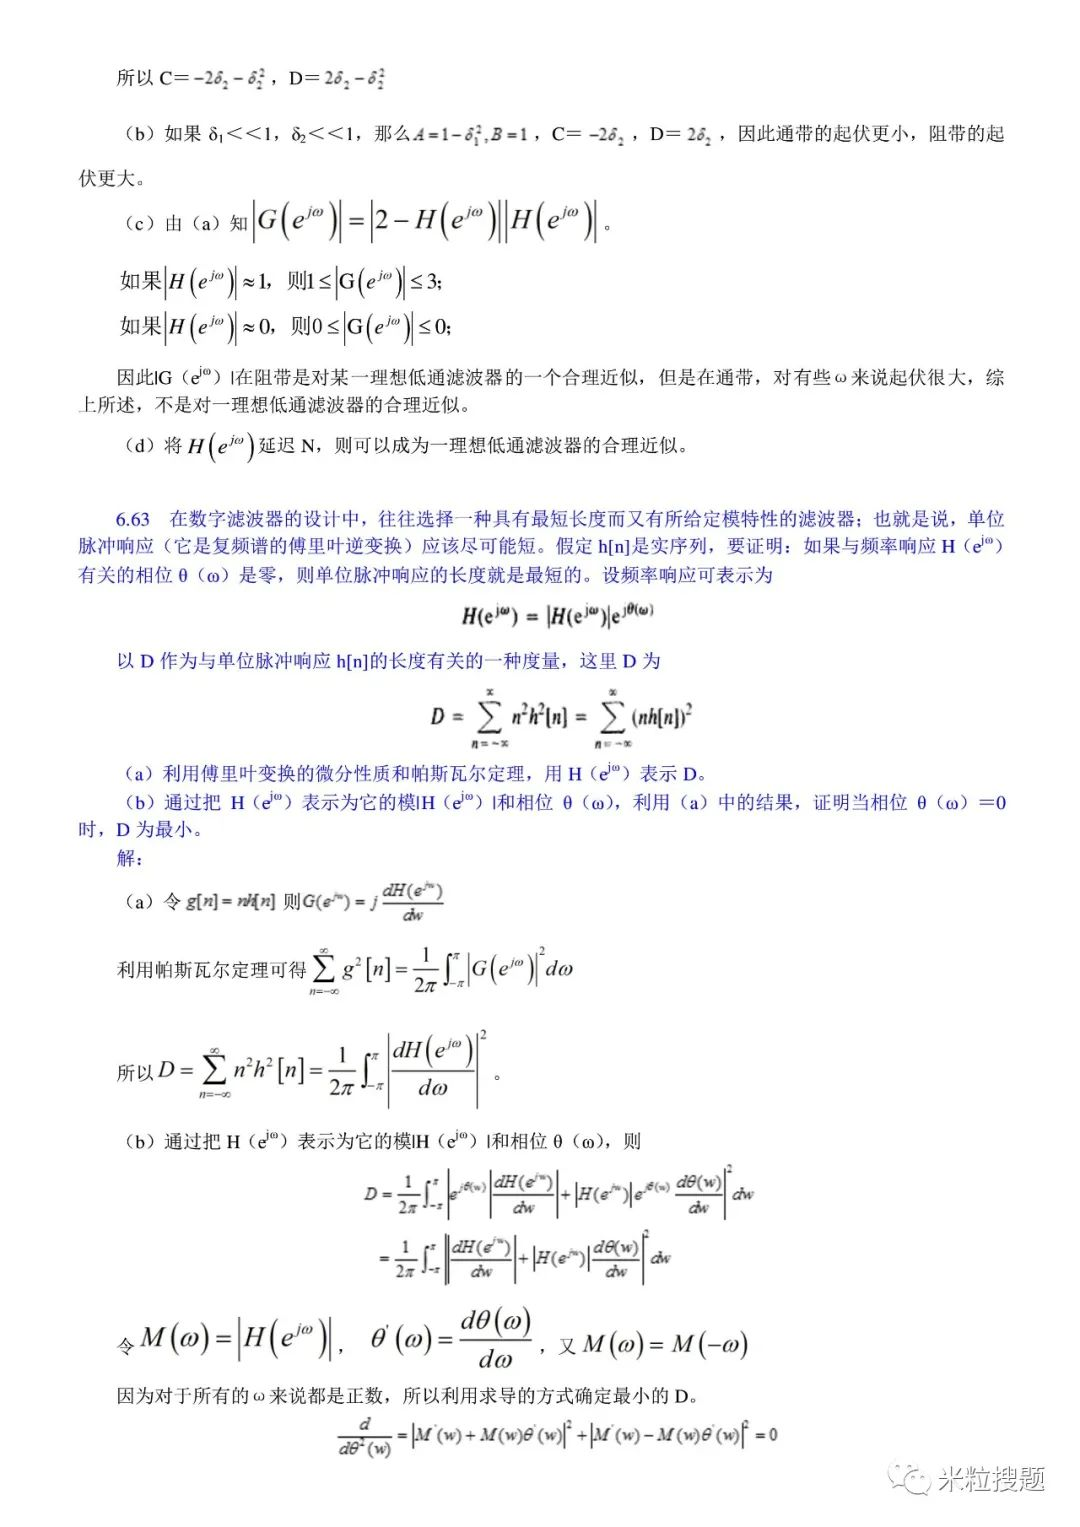 所以 C=−2δ₂−δ₂²，D=2δ₂−δ₂²
（b）如果 δ₁<<1，δ₂<<1，那么A=1−δ₁²,B=1，C= −2δ₂，D= 2δ₂，因此通带的起伏更小，阻带的起
伏更大。
（c）由（a）知|G(e^{jω})|=|2−H(e^{jω})||H(e^{jω})|。
如果|H(e^{jω})|≈1，则1≤|G(e^{jω})|≤3;
如果|H(e^{jω})|≈0，则0≤|G(e^{jω})|≤0;
因此|G（e^{jω}）|在阻带是对某一理想低通滤波器的一个合理近似，但是在通带，对有些ω来说起伏很大，综
上所述，不是对一理想低通滤波器的合理近似。
（d）将 H(e^{jω})延迟 N，则可以成为一理想低通滤波器的合理近似。
6.63 在数字滤波器的设计中，往往选择一种具有最短长度而又有所给定模特性的滤波器；也就是说，单位
脉冲响应（它是复频谱的傅里叶逆变换）应该尽可能短。假定 h[n]是实序列，要证明：如果与频率响应 H（e^{jω}）
有关的相位 θ（ω）是零，则单位脉冲响应的长度就是最短的。设频率响应可表示为
H(e^{jω}) = |H(e^{jω})|e^{jθ(ω)}
以 D 作为与单位脉冲响应 h[n]的长度有关的一种度量，这里 D 为
D = ∑_{n=−∞}^{∞} n²h²[n] = ∑_{n=−∞}^{∞} (nh[n])²
（a）利用傅里叶变换的微分性质和帕斯瓦尔定理，用 H（e^{jω}）表示 D。
（b）通过把 H（e^{jω}）表示为它的模|H（e^{jω}）|和相位 θ（ω），利用（a）中的结果，证明当相位 θ（ω）=0
时，D 为最小。
解：
（a）令 g[n]=nh[n] 则G(e^{jw})=j dH(e^{jw})/dw
利用帕斯瓦尔定理可得∑_{n=−∞}^{∞} g²[n]=1/2π ∫_{−π}^{π}|G(e^{jω})|²dω
所以D=∑_{n=−∞}^{∞} n²h²[n]=1/2π ∫_{−π}^{π}|dH(e^{jω})/dω|²。
（b）通过把 H（e^{jω}）表示为它的模|H（e^{jω}）|和相位 θ（ω），则
D=1/2π ∫_{−π}^{π}|e^{jθ(w)}|dH(e^{jw})/dw|+|H(e^{jw})|e^{jθ(w)} dθ(w)/dw|²dw
=1/2π ∫_{−π}^{π}||dH(e^{jw})/dw|+|H(e^{jw})|dθ(w)/dw|²dw
令 M(ω)=|H(e^{jω})|， θ'(ω)=dθ(ω)/dω，又 M(ω)=M(−ω)
因为对于所有的ω来说都是正数，所以利用求导的方式确定最小的 D。
d/dθ²(w)=|M'(w)+M(w)θ'(w)|²+|M'(w)−M(w)θ'(w)|²=0
米粒搜题